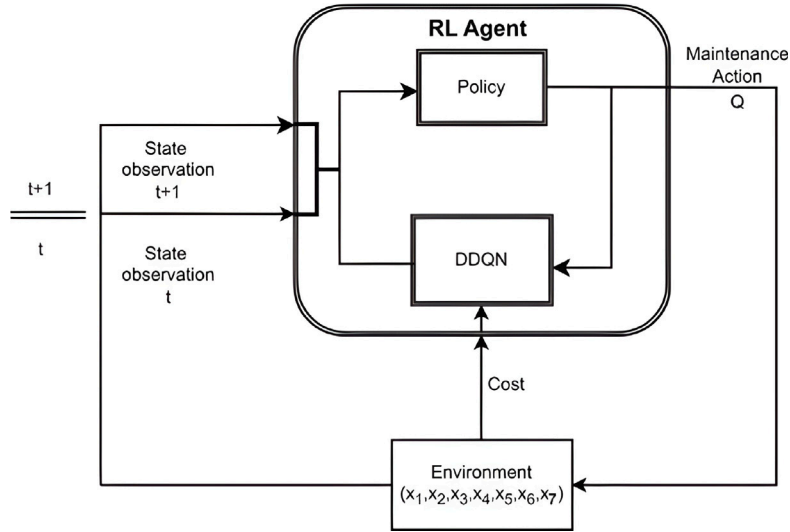 RL Agent
Policy
Maintenance
Action
Q
State
observation
t+1
t+1
t
State
observation
t
DDQN
Cost
Environment
(x₁,x₂,x₃,x₄,x₅,x₆,x₇)